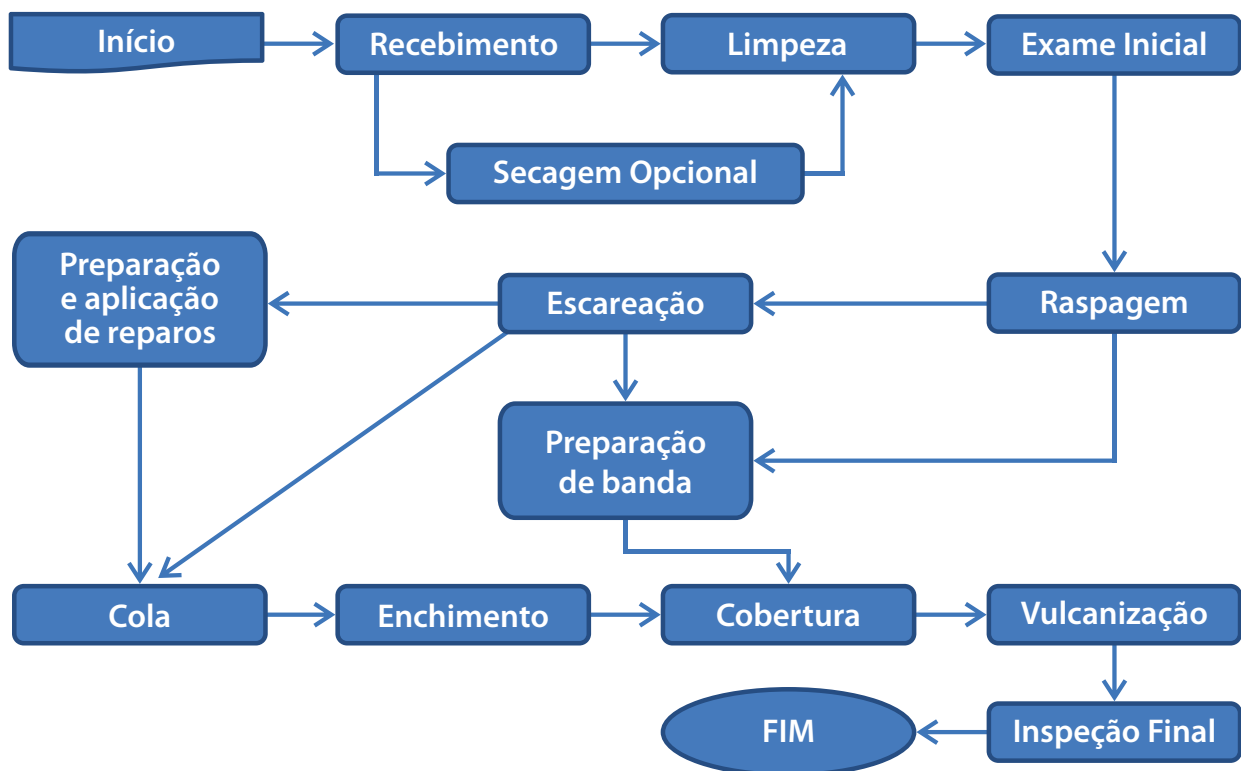 Início
Recebimento
Limpeza
Exame Inicial
Secagem Opcional
Preparação
e aplicação
de reparos
Escareação
Raspagem
Preparação
de banda
Cola
Enchimento
Cobertura
Vulcanização
FIM
Inspeção Final